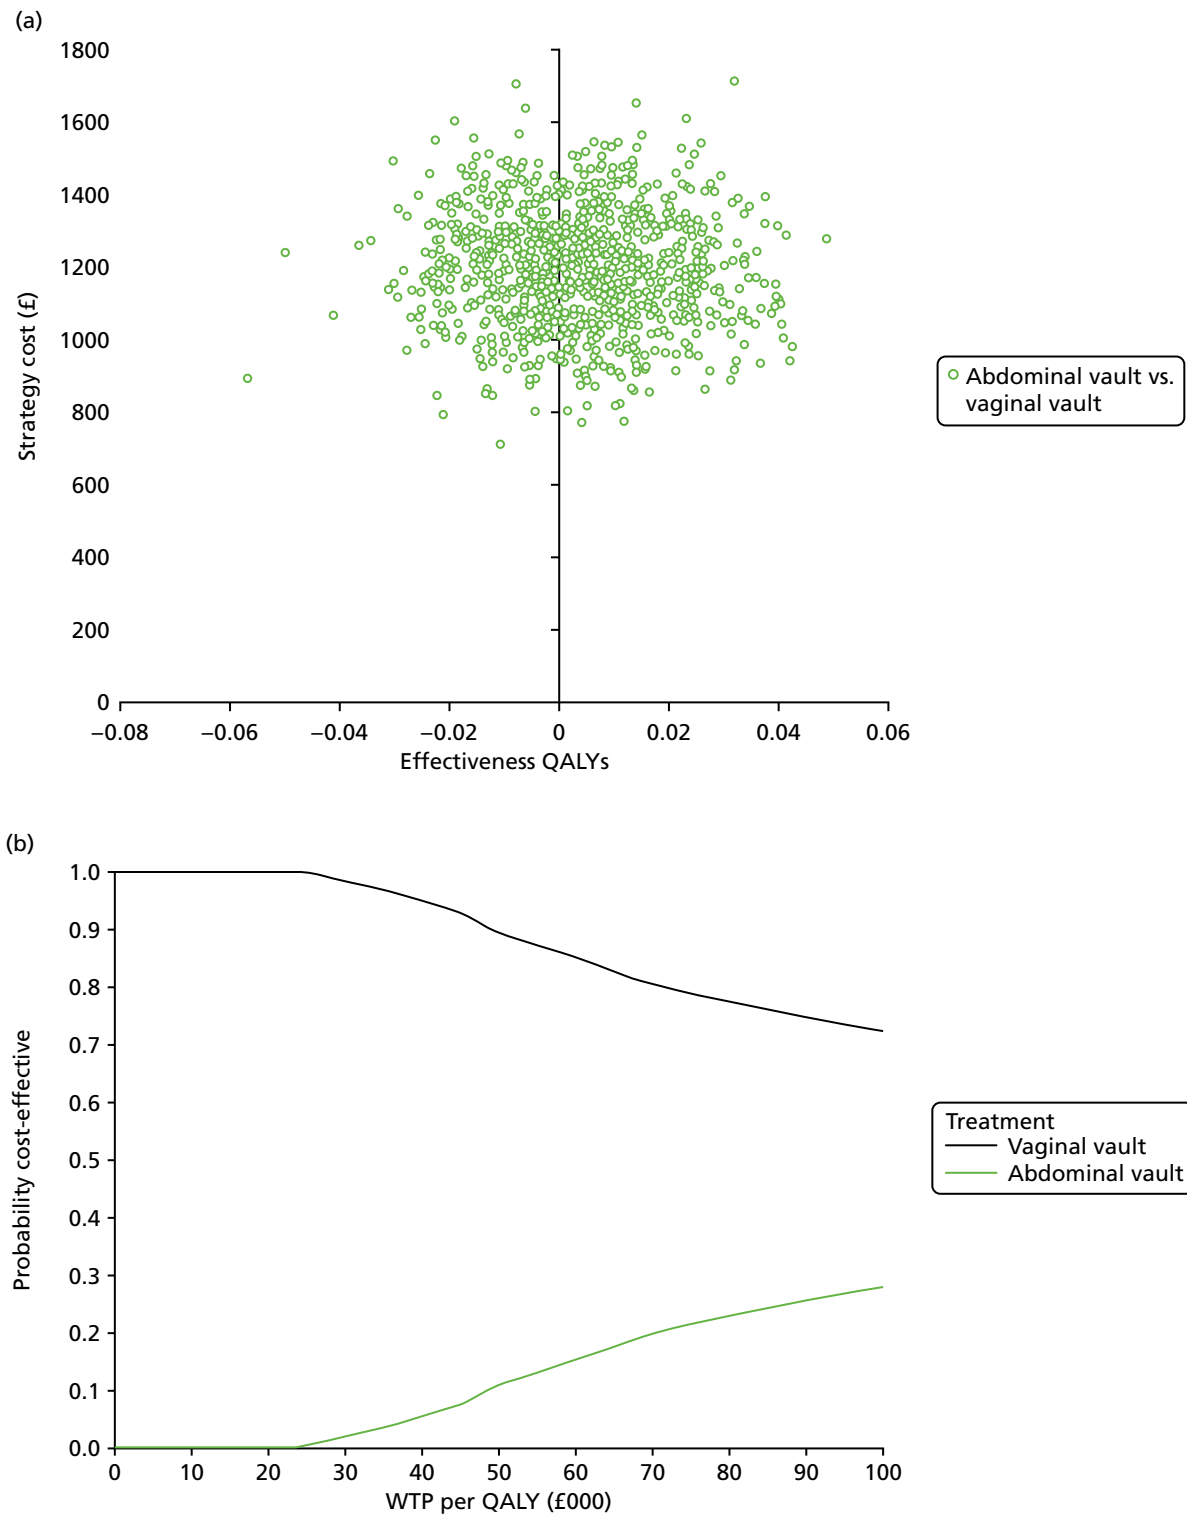 (a)
1800
1600
1400
1200
1000
800
600
400
200
0
Strategy cost (£)
−0.08 −0.06 −0.04 −0.02 0 0.02 0.04 0.06
Effectiveness QALYs
Abdominal vault vs.
vaginal vault
(b)
1.0
0.9
0.8
0.7
0.6
0.5
0.4
0.3
0.2
0.1
0.0
Probability cost-effective
0 10 20 30 40 50 60 70 80 90 100
WTP per QALY (£000)
Treatment
Vaginal vault
Abdominal vault